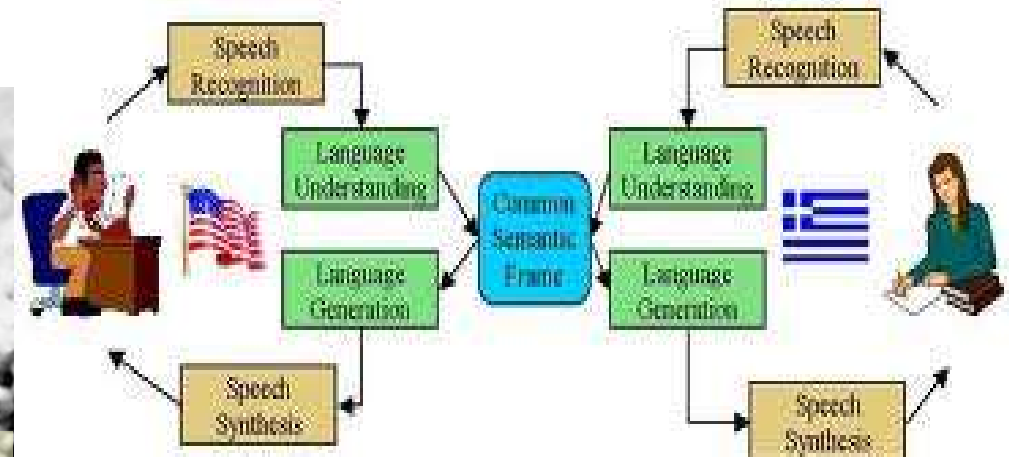 Speech
Recognition
Language
Understanding
Language
Generation
Speech
Synthesis
Common
Semantic
Frame
Speech
Recognition
Language
Understanding
Language
Generation
Speech
Synthesis